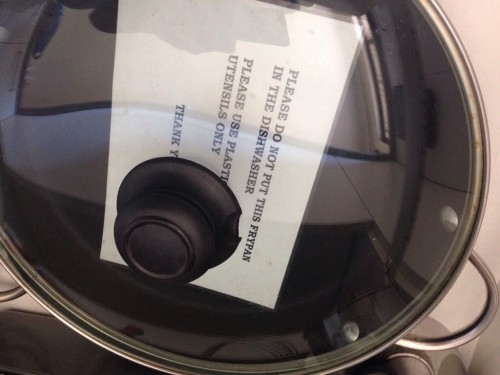 PLEASE DO NOT PUT THIS FRYPAN
IN THE DISHWASHER
PLEASE USE PLASTI
UTENSILS ONLY
THANK Y